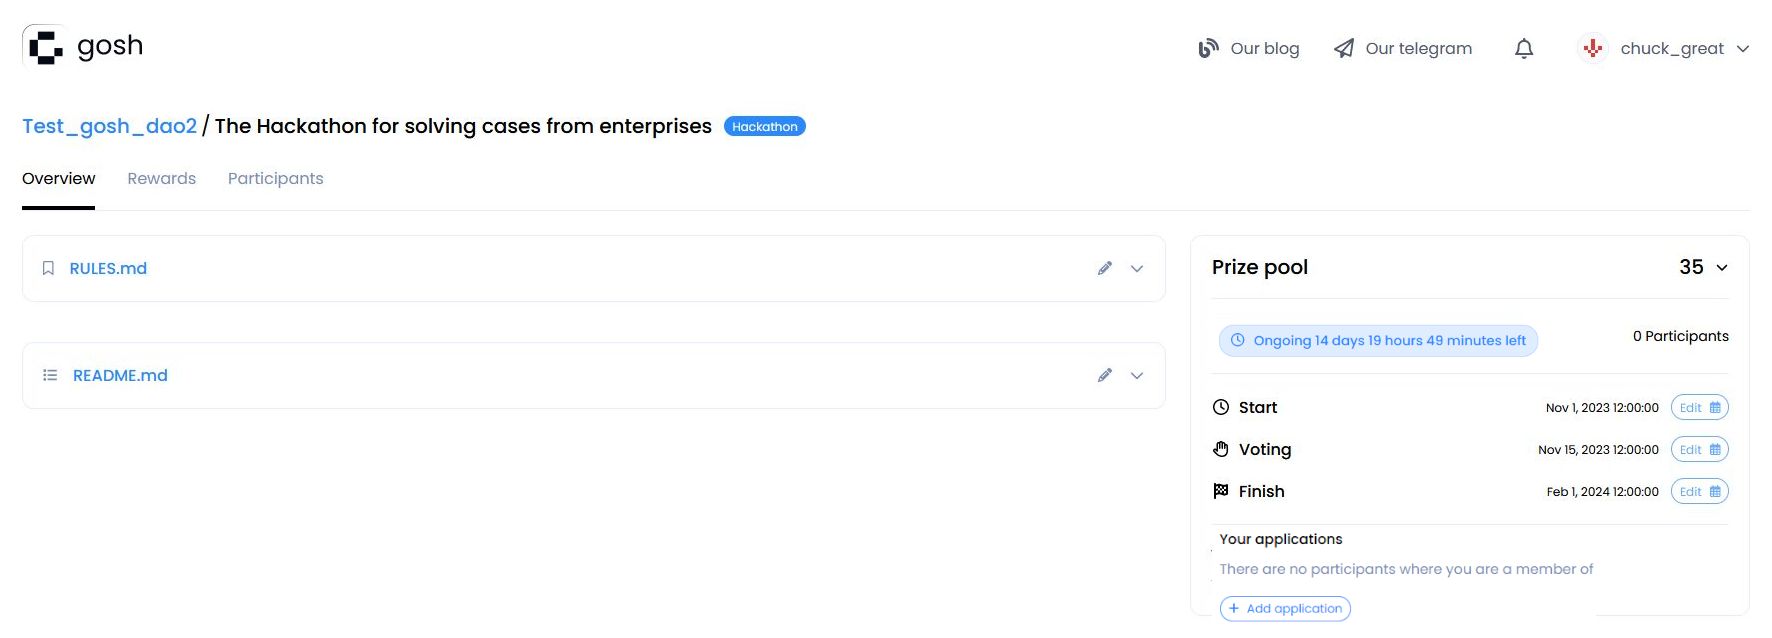 gosh
Our blog
Our telegram
chuck_great
Test_gosh_dao2 / The Hackathon for solving cases from enterprises Hackathon
Overview Rewards Participants
RULES.md
README.md
Prize pool 35
Ongoing 14 days 19 hours 49 minutes left 0 Participants
Start Nov 1, 2023 12:00:00 Edit
Voting Nov 15, 2023 12:00:00 Edit
Finish Feb 1, 2024 12:00:00 Edit
Your applications
There are no participants where you are a member of
+ Add application